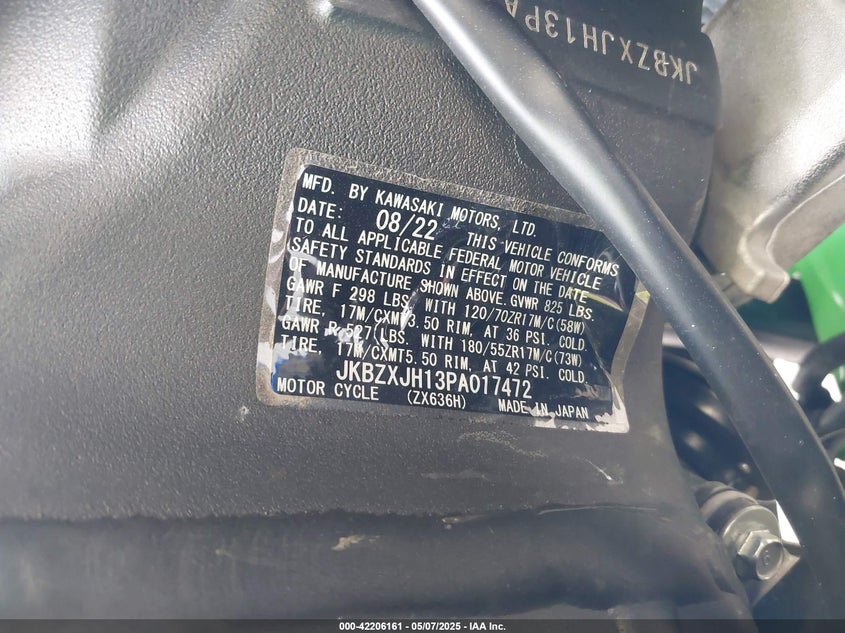 JKBZXJH13PA
MFD. BY KAWASAKI MOTORS, LTD.
DATE: 08/22 THIS VEHICLE CONFORMS
TO ALL APPLICABLE FEDERAL MOTOR VEHICLE
SAFETY STANDARDS IN EFFECT ON THE DATE
OF MANUFACTURE SHOWN ABOVE. GVWR 825 LBS.
GAWR F 298 LBS. WITH 120/70ZR17M/C(58W)
TIRE, 17M/CXMT3.50 RIM, AT 36 PSI. COLD.
GAWR R 527 LBS. WITH 180/55ZR17M/C(73W)
TIRE, 17M/CXMT5.50 RIM, AT 42 PSI. COLD.
JKBZXJH13PA017472
MOTOR CYCLE (ZX636H) MADE IN JAPAN
000-42206161 - 05/07/2025 - IAA Inc.